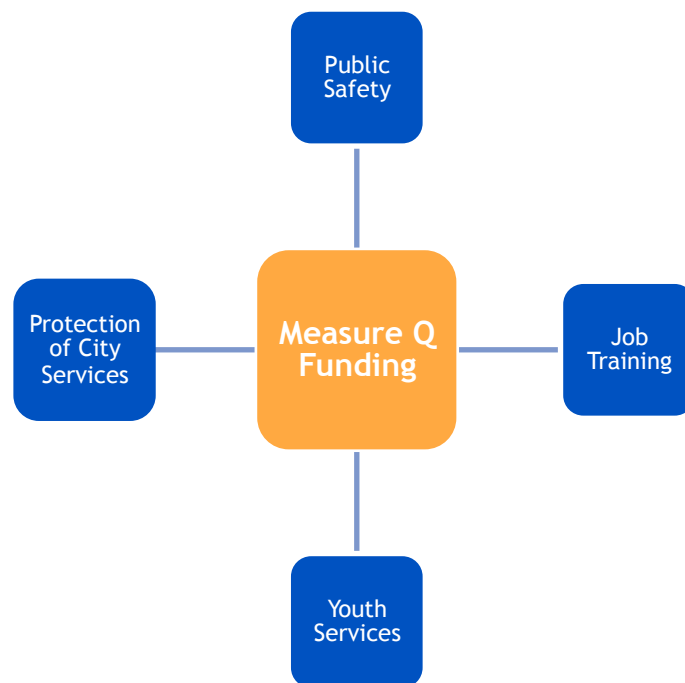 Public
Safety
Protection
of City
Services
Measure Q
Funding
Job
Training
Youth
Services